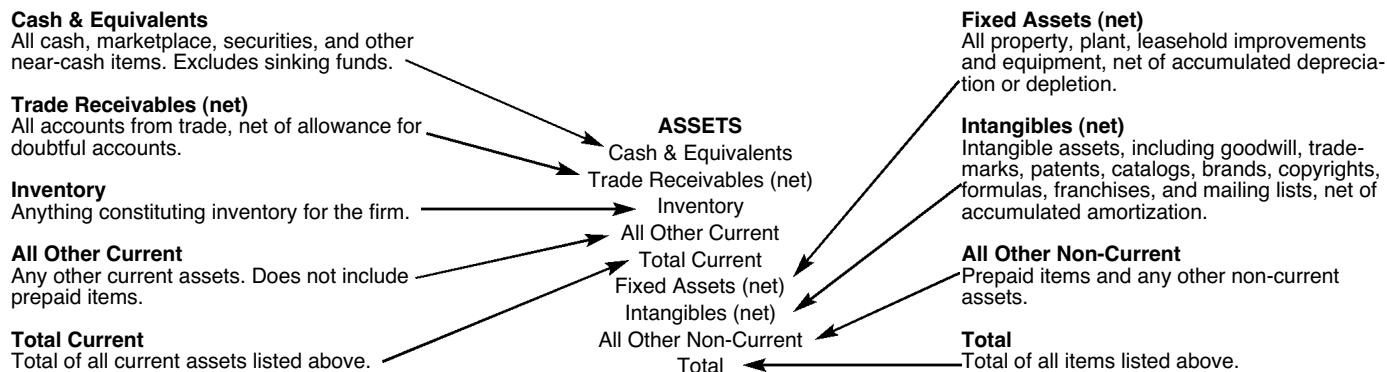 Cash & Equivalents
All cash, marketplace, securities, and other
near-cash items. Excludes sinking funds.
Trade Receivables (net)
All accounts from trade, net of allowance for
doubtful accounts.
Inventory
Anything constituting inventory for the firm.
All Other Current
Any other current assets. Does not include
prepaid items.
Total Current
Total of all current assets listed above.
ASSETS
Cash & Equivalents
Trade Receivables (net)
Inventory
All Other Current
Total Current
Fixed Assets (net)
Intangibles (net)
All Other Non-Current
Total
Fixed Assets (net)
All property, plant, leasehold improvements
and equipment, net of accumulated deprecia-
tion or depletion.
Intangibles (net)
Intangible assets, including goodwill, trade-
marks, patents, catalogs, brands, copyrights,
formulas, franchises, and mailing lists, net of
accumulated amortization.
All Other Non-Current
Prepaid items and any other non-current
assets.
Total
Total of all items listed above.